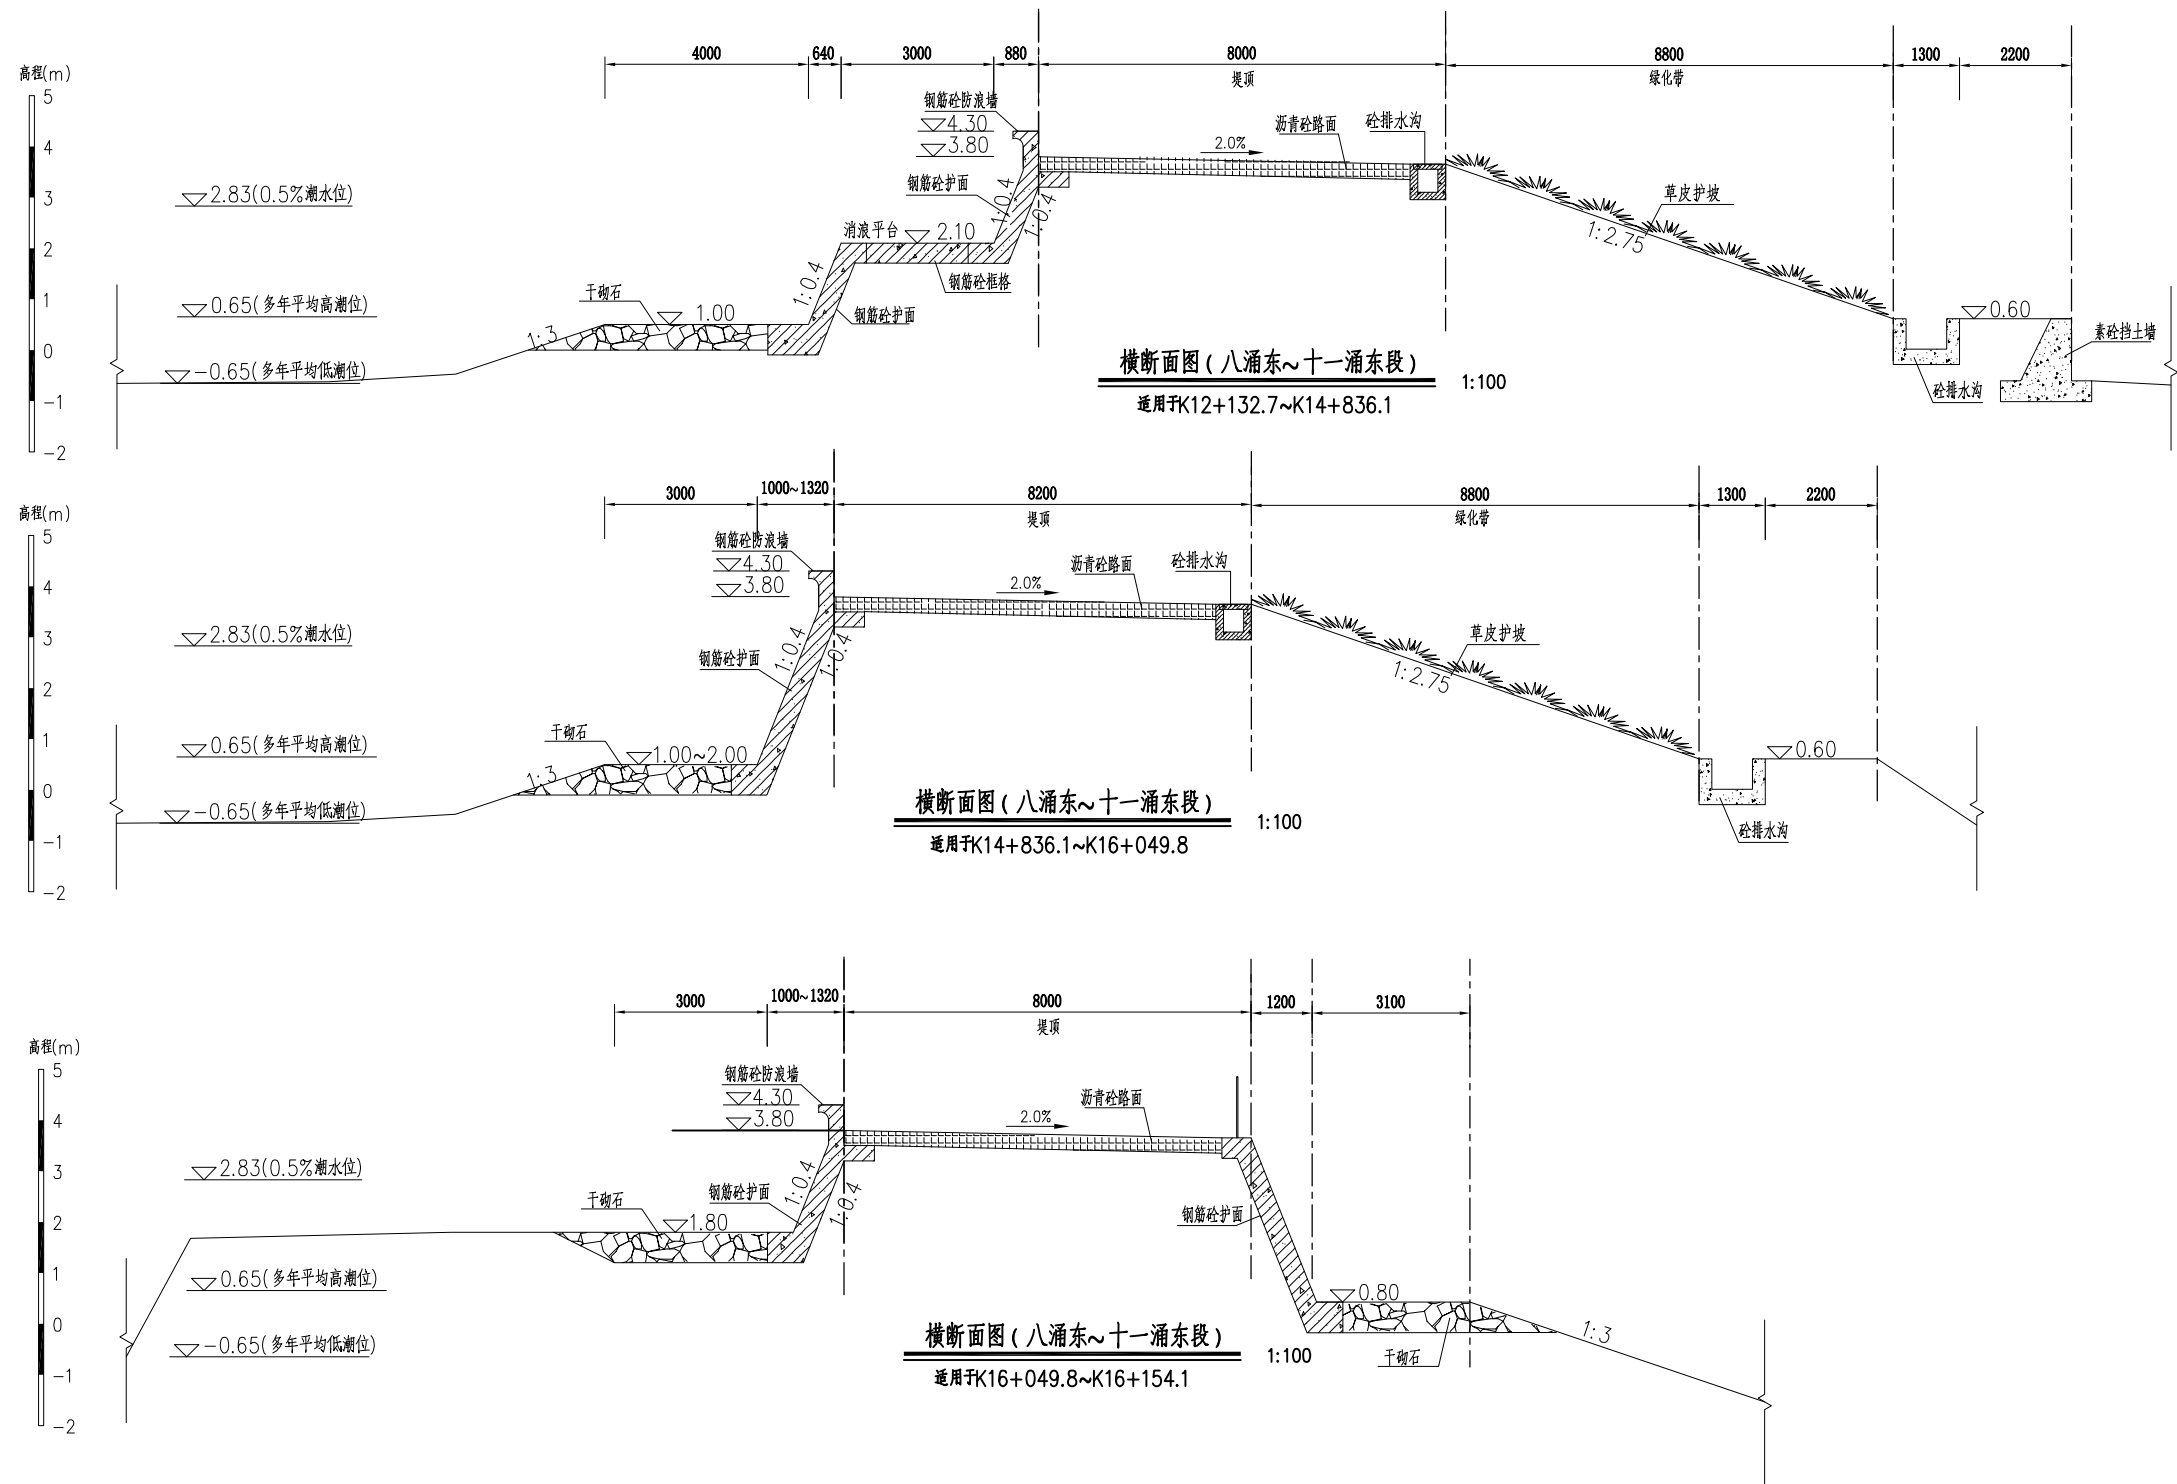 4000 640 3000 880 8000 8800 1300 2200
堤顶 绿化带
高程(m)
5
4
3
2
1
0
-1
-2
钢筋砼防浪墙
4.30
3.80
沥青砼路面
砼排水沟
2.0%
2.83(0.5%潮水位)
钢筋砼护面
1:0.4
1:0.4
草皮护坡
1:2.75
消浪平台
2.10
1:0.4
钢筋砼框格
干砌石
1.00
钢筋砼护面
0.65(多年平均高潮位)
1:3
-0.65(多年平均低潮位)
0.60
素砼挡土墙
砼排水沟
横断面图(八涌东~十一涌东段) 1:100
适用于K12+132.7~K14+836.1
3000 1000~1320 8200 8800 1300 2200
堤顶 绿化带
高程(m)
5
4
3
2
1
0
-1
-2
钢筋砼防浪墙
4.30
3.80
沥青砼路面
砼排水沟
2.0%
2.83(0.5%潮水位)
钢筋砼护面
1:0.4
1:0.4
草皮护坡
1:2.75
干砌石
1.00~2.00
0.65(多年平均高潮位)
1:3
-0.65(多年平均低潮位)
0.60
砼排水沟
横断面图(八涌东~十一涌东段) 1:100
适用于K14+836.1~K16+049.8
3000 1000~1320 8000 1200 3100
堤顶
高程(m)
5
4
3
2
1
0
-1
-2
钢筋砼防浪墙
4.30
3.80
沥青砼路面
2.0%
2.83(0.5%潮水位)
钢筋砼护面
1:0.4
1:0.4
干砌石
1.80
钢筋砼护面
0.65(多年平均高潮位)
0.80
-0.65(多年平均低潮位)
1:3
干砌石
横断面图(八涌东~十一涌东段) 1:100
适用于K16+049.8~K16+154.1